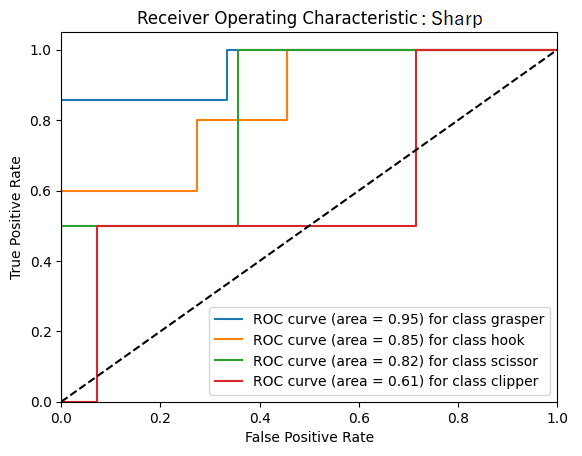 Receiver Operating Characteristic : Sharp
True Positive Rate
1.0
0.8
0.6
0.4
0.2
0.0
ROC curve (area = 0.95) for class grasper
ROC curve (area = 0.85) for class hook
ROC curve (area = 0.82) for class scissor
ROC curve (area = 0.61) for class clipper
0.0 0.2 0.4 0.6 0.8 1.0
False Positive Rate